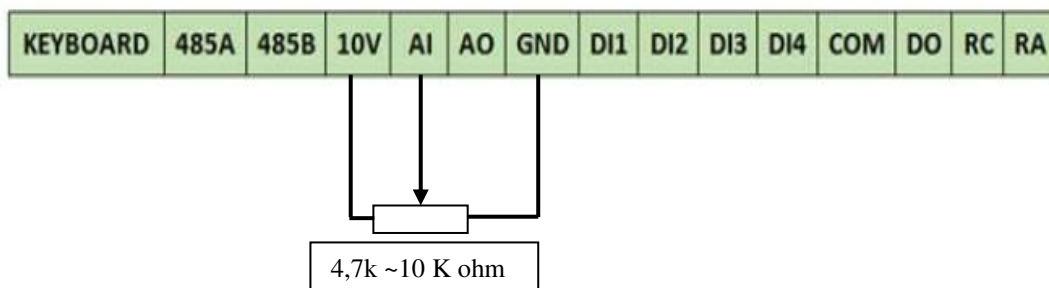 KEYBOARD 485A 485B 10V AI AO GND DI1 DI2 DI3 DI4 COM DO RC RA
4,7k ~10 K ohm